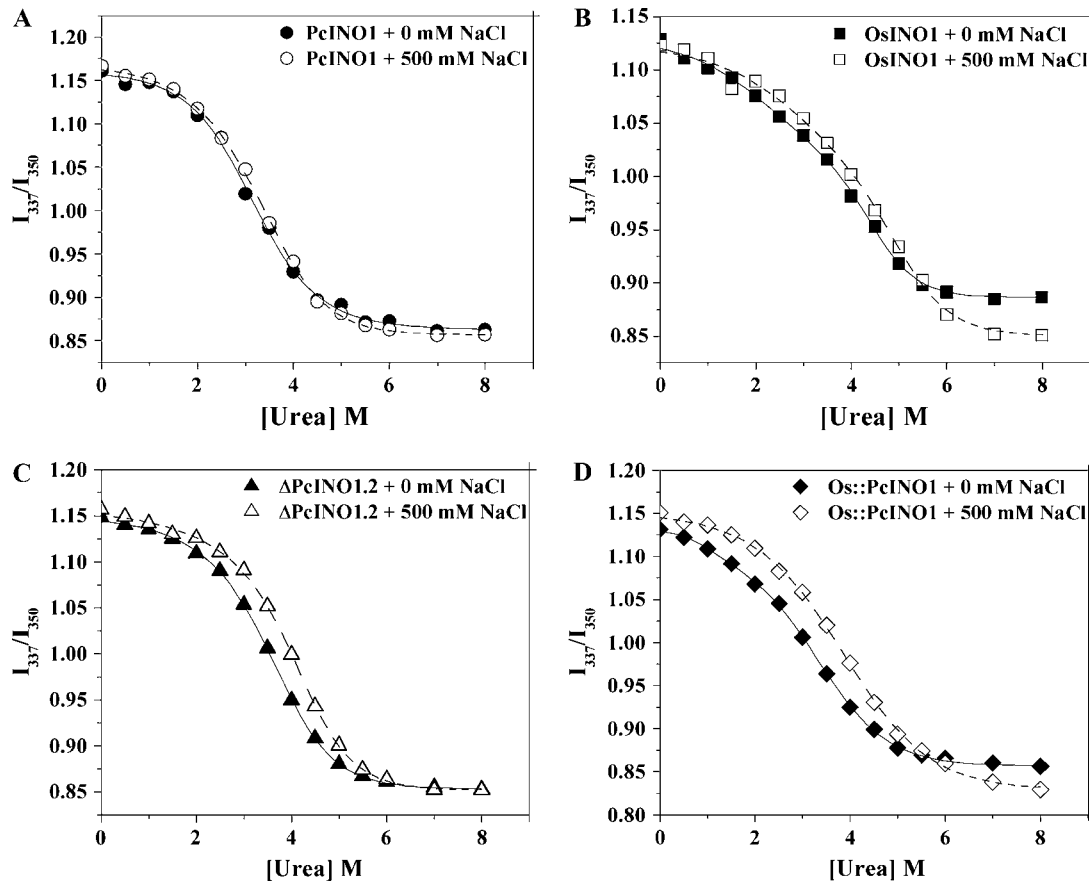 A
PcINO1 + 0 mM NaCl
PcINO1 + 500 mM NaCl
1.20
1.15
1.10
1.05
1.00
0.95
0.90
0.85
I337/I350
0 2 4 6 8
[Urea] M
B
OsINO1 + 0 mM NaCl
OsINO1 + 500 mM NaCl
1.15
1.10
1.05
1.00
0.95
0.90
0.85
I337/I350
0 2 4 6 8
[Urea] M
C
ΔPcINO1.2 + 0 mM NaCl
ΔPcINO1.2 + 500 mM NaCl
1.20
1.15
1.10
1.05
1.00
0.95
0.90
0.85
I337/I350
0 2 4 6 8
[Urea] M
D
Os::PcINO1 + 0 mM NaCl
Os::PcINO1 + 500 mM NaCl
1.20
1.15
1.10
1.05
1.00
0.95
0.90
0.85
0.80
I337/I350
0 2 4 6 8
[Urea] M